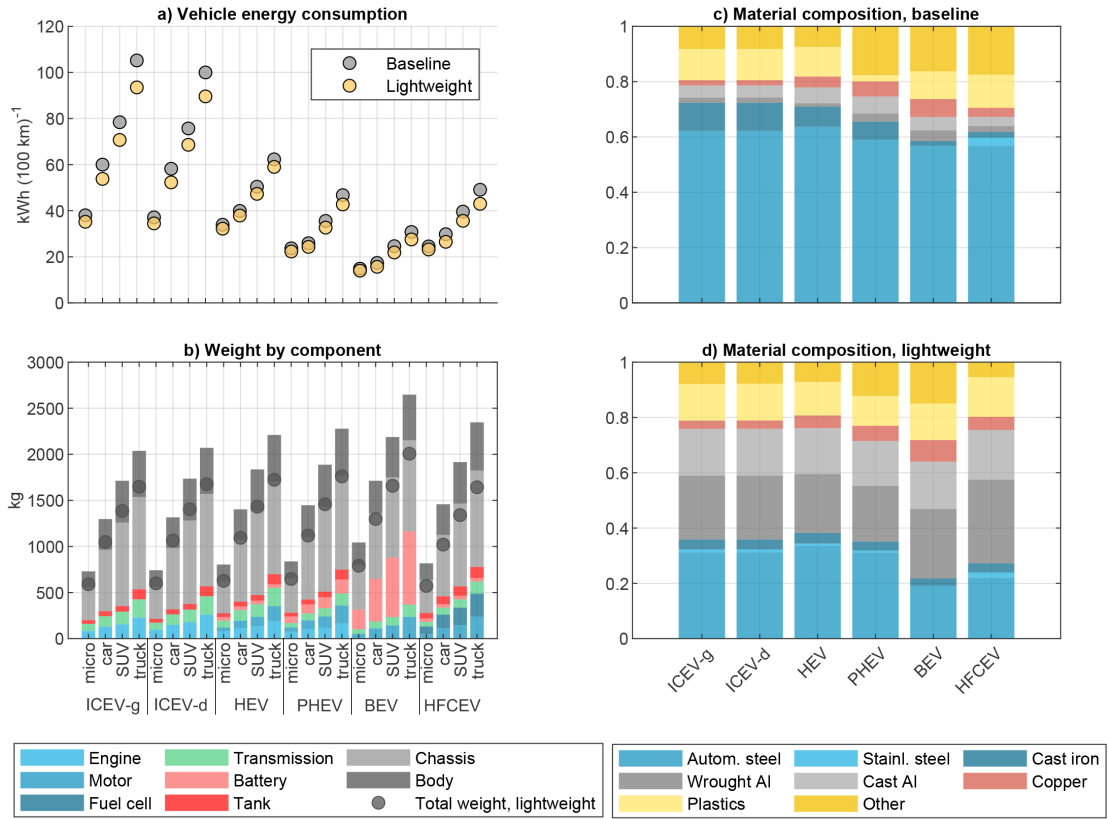 a) Vehicle energy consumption
kWh (100 km)-1
120
100
80
60
40
20
0
Baseline
Lightweight
b) Weight by component
kg
3000
2500
2000
1500
1000
500
0
micro car SUV truck micro car SUV truck micro car SUV truck micro car SUV truck micro car SUV truck micro car SUV truck
ICEV-g ICEV-d HEV PHEV BEV HFCEV
Engine Transmission Chassis
Motor Battery Body
Fuel cell Tank Total weight, lightweight
c) Material composition, baseline
1
0.8
0.6
0.4
0.2
0
d) Material composition, lightweight
1
0.8
0.6
0.4
0.2
0
ICEV-g ICEV-d HEV PHEV BEV HFCEV
Autom. steel Stainl. steel Cast iron
Wrought Al Cast Al Copper
Plastics Other